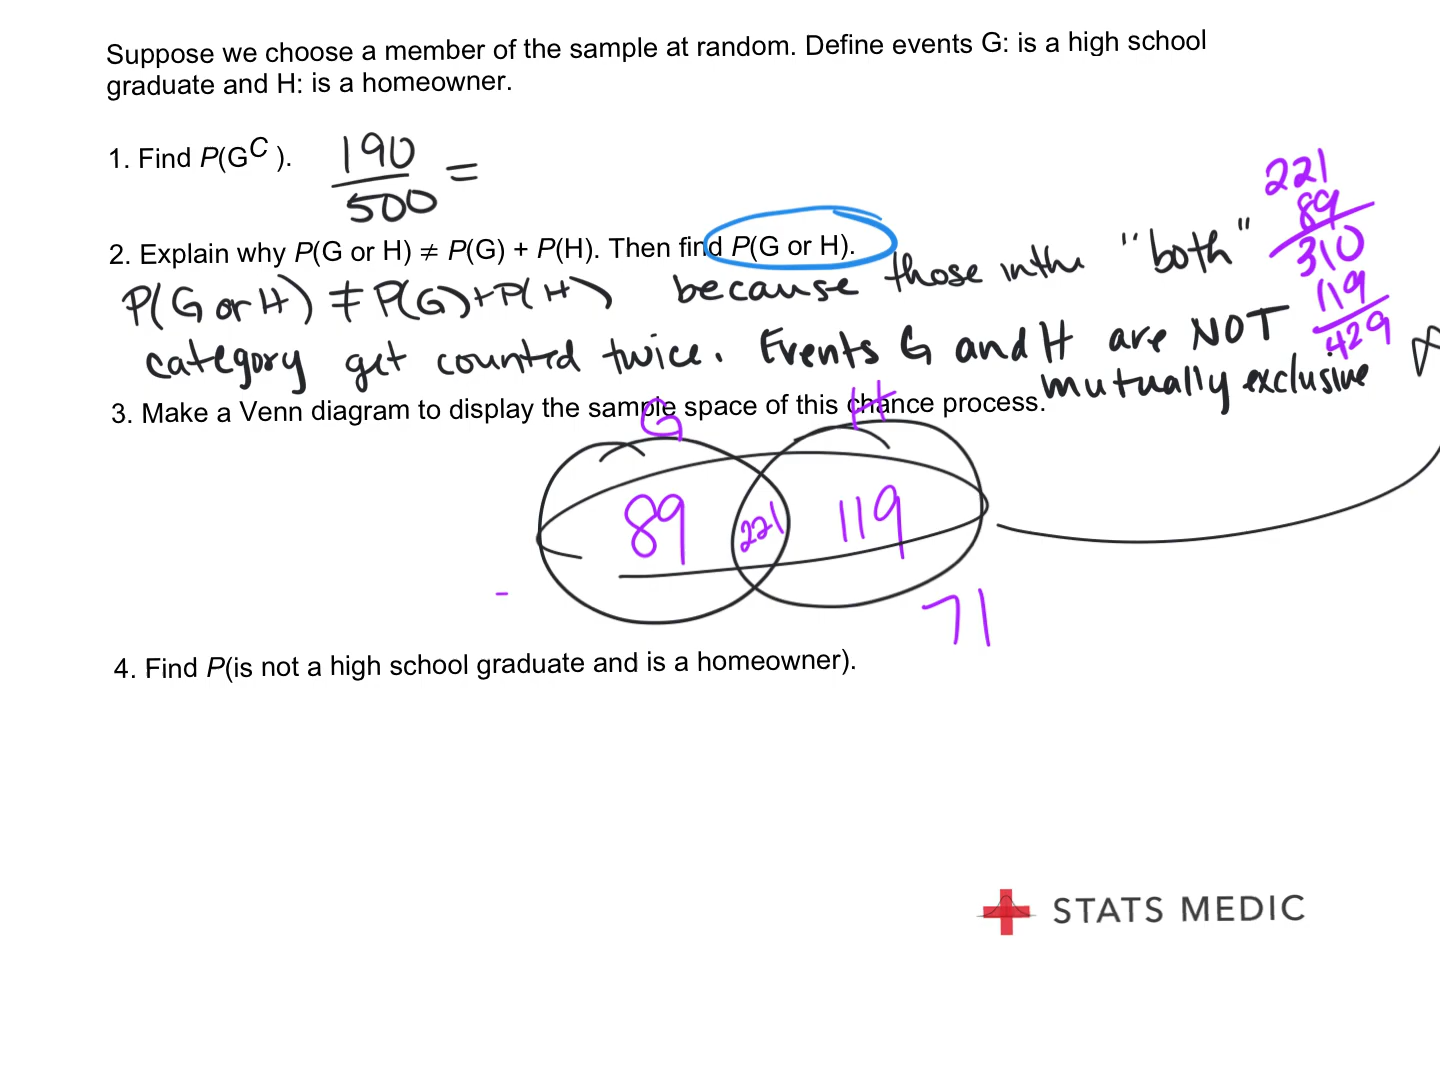 Suppose we choose a member of the sample at random. Define events G: is a high school
graduate and H: is a homeowner.
1. Find P(G^C). 190/500 =
221
89
310
119
429
2. Explain why P(G or H) ≠ P(G) + P(H). Then find P(G or H).
P(G or H) ≠ P(G)+P(H) because those in the "both"
category get counted twice. Events G and H are NOT
mutually exclusive
3. Make a Venn diagram to display the sample space of this chance process.
G H
89 221 119
71
4. Find P(is not a high school graduate and is a homeowner).
STATS MEDIC